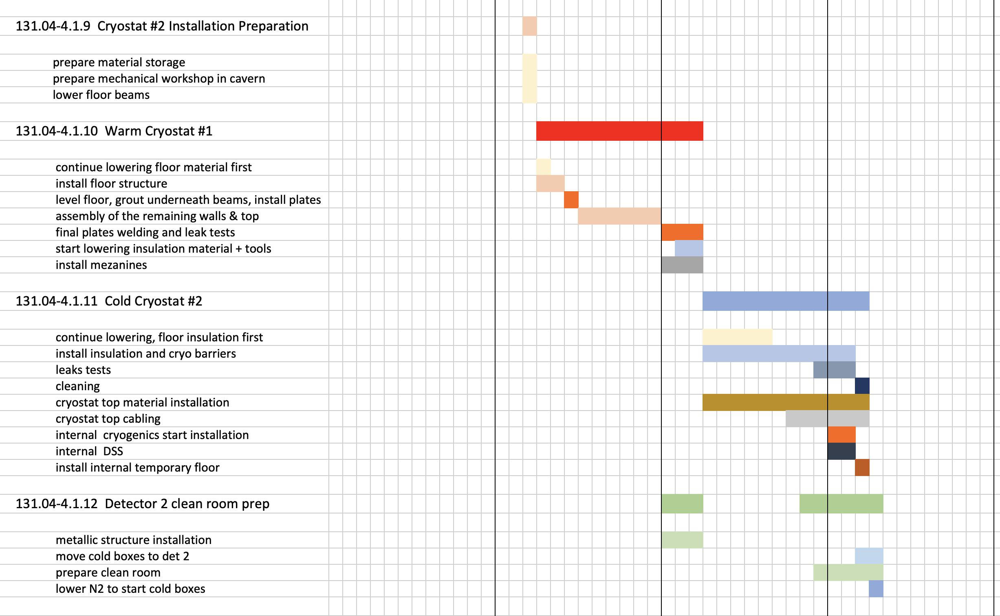 131.04-4.1.9  Cryostat #2 Installation Preparation
prepare material storage
prepare mechanical workshop in cavern
lower floor beams
131.04-4.1.10  Warm Cryostat #1
continue lowering floor material first
install floor structure
level floor, grout underneath beams, install plates
assembly of the remaining walls & top
final plates welding and leak tests
start lowering insulation material + tools
install mezanines
131.04-4.1.11  Cold Cryostat #2
continue lowering, floor insulation first
install insulation and cryo barriers
leaks tests
cleaning
cryostat top material installation
cryostat top cabling
internal  cryogenics start installation
internal  DSS
install internal temporary floor
131.04-4.1.12  Detector 2 clean room prep
metallic structure installation
move cold boxes to det 2
prepare clean room
lower N2 to start cold boxes